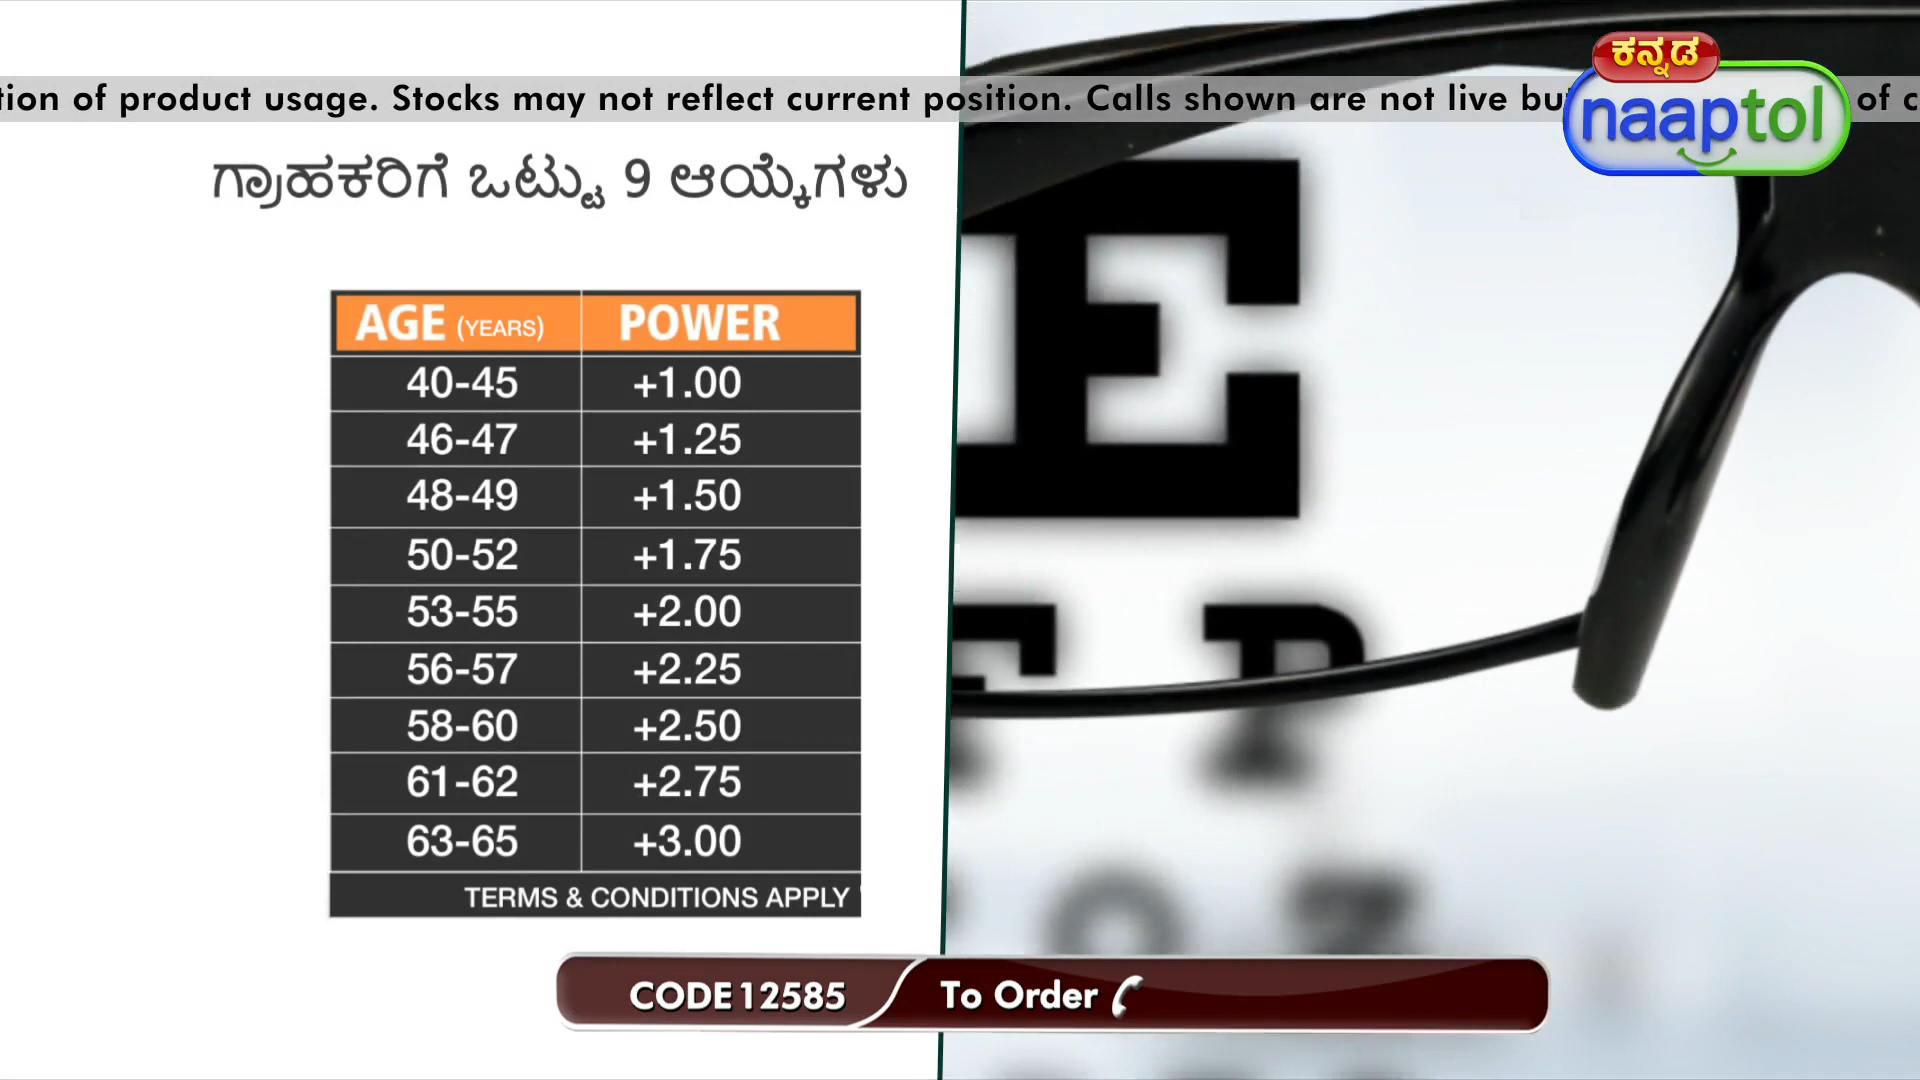 ಕನ್ನಡ
tion of product usage. Stocks may not reflect current position. Calls shown are not live bu
of c
naaptol
ಗ್ರಾಹಕರಿಗೆ ಒಟ್ಟು 9 ಆಯ್ಕೆಗಳು
AGE (YEARS) POWER
40-45 +1.00
46-47 +1.25
48-49 +1.50
50-52 +1.75
53-55 +2.00
56-57 +2.25
58-60 +2.50
61-62 +2.75
63-65 +3.00
TERMS & CONDITIONS APPLY
E
CODE 12585 To Order